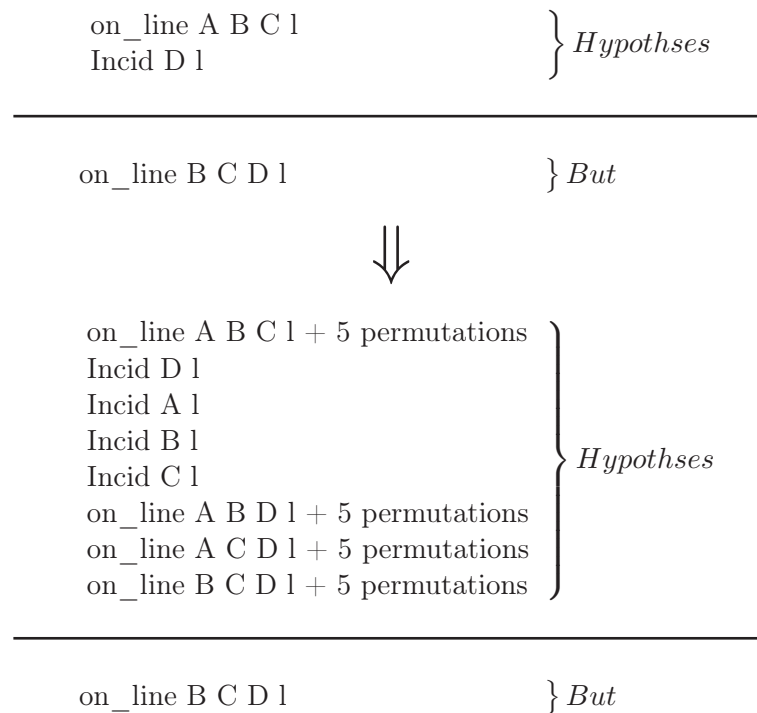 on_line A B C l
Incid D l
Hypothses
on_line B C D l
But
⇓
on_line A B C l + 5 permutations
Incid D l
Incid A l
Incid B l
Incid C l
on_line A B D l + 5 permutations
on_line A C D l + 5 permutations
on_line B C D l + 5 permutations
Hypothses
on_line B C D l
But